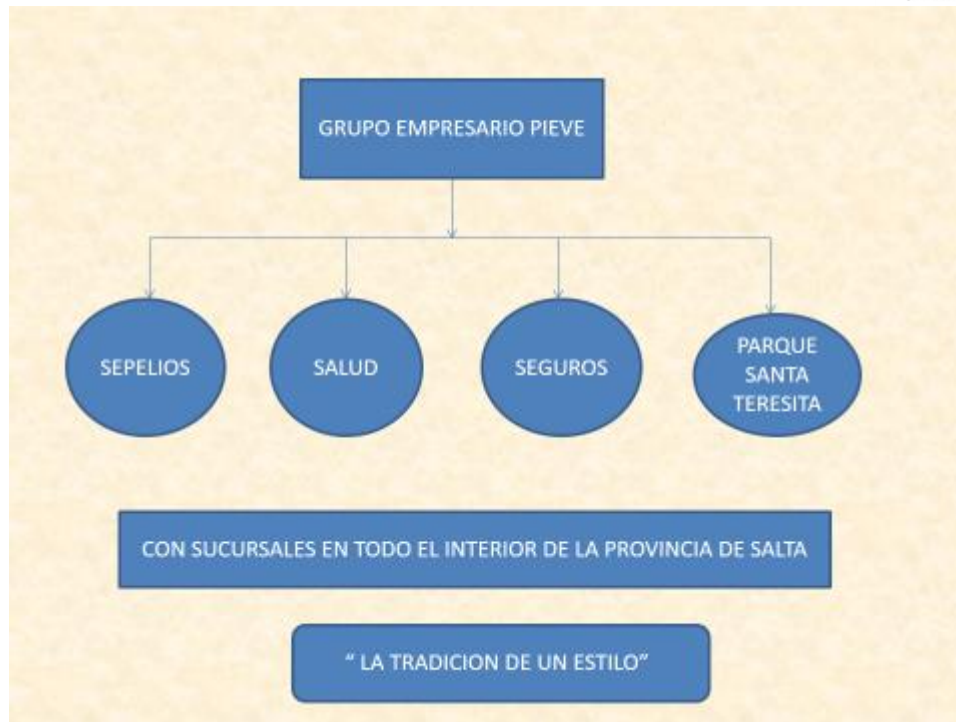 GRUPO EMPRESARIO PIEVE
SEPELIOS
SALUD
SEGUROS
PARQUE
SANTA
TERESITA
CON SUCURSALES EN TODO EL INTERIOR DE LA PROVINCIA DE SALTA
“ LA TRADICION DE UN ESTILO”